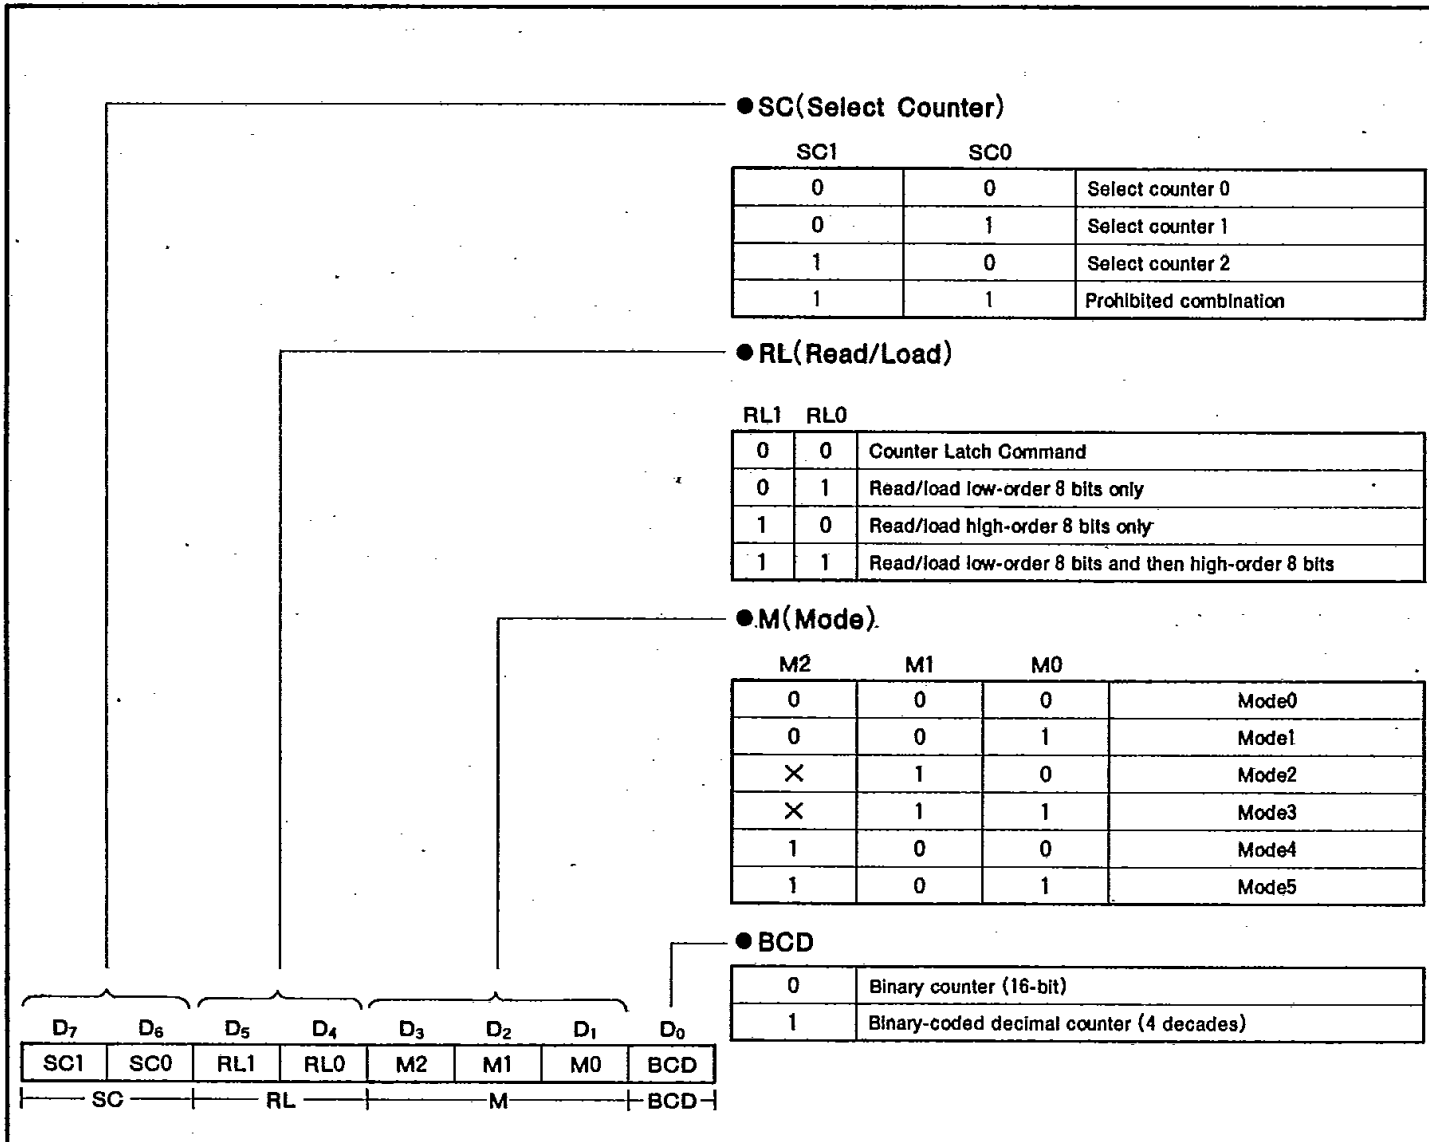 ●SC(Select Counter)
SC1 SC0
0 0 Select counter 0
0 1 Select counter 1
1 0 Select counter 2
1 1 Prohibited combination
●RL(Read/Load)
RL1 RL0
0 0 Counter Latch Command
0 1 Read/load low-order 8 bits only
1 0 Read/load high-order 8 bits only
1 1 Read/load low-order 8 bits and then high-order 8 bits
●M(Mode)
M2 M1 M0
0 0 0 Mode0
0 0 1 Mode1
× 1 0 Mode2
× 1 1 Mode3
1 0 0 Mode4
1 0 1 Mode5
●BCD
0 Binary counter (16-bit)
1 Binary-coded decimal counter (4 decades)
D7 D6 D5 D4 D3 D2 D1 D0
SC1 SC0 RL1 RL0 M2 M1 M0 BCD
SC RL M BCD